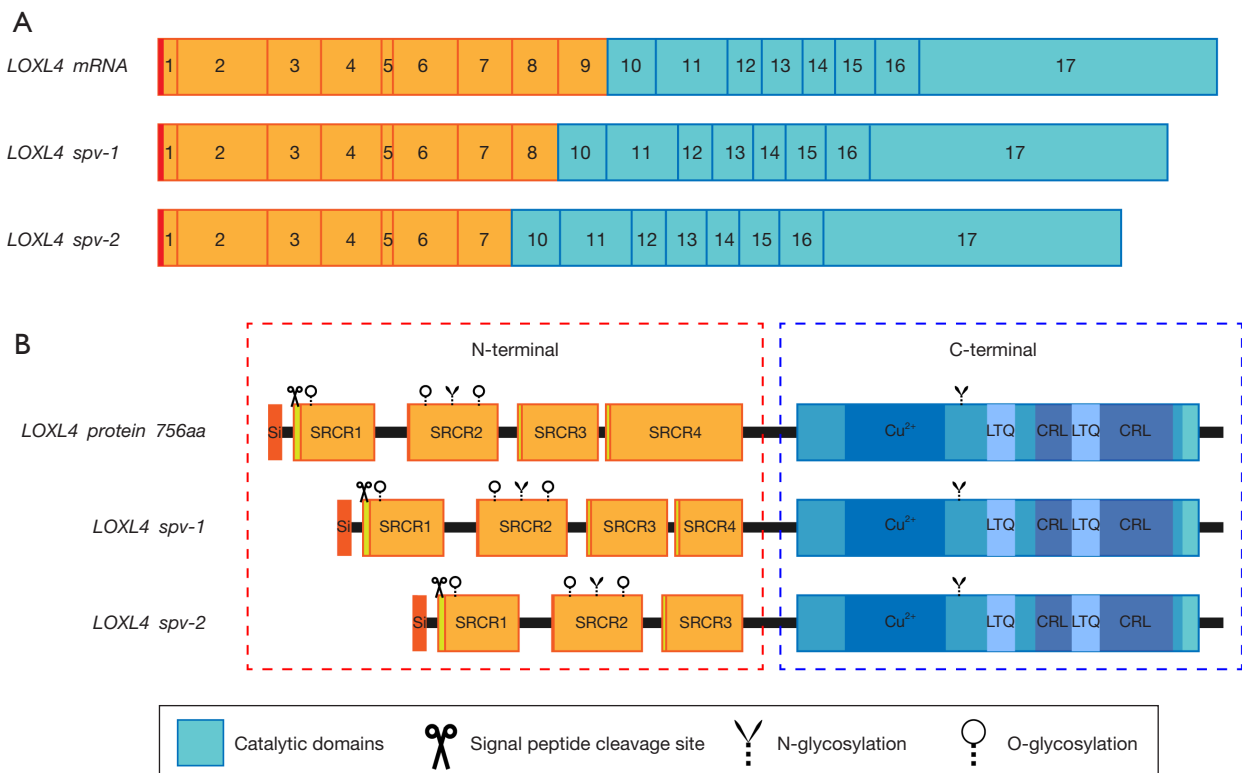 A
LOXL4 mRNA 1 2 3 4 5 6 7 8 9 10 11 12 13 14 15 16 17
LOXL4 spv-1 1 2 3 4 5 6 7 8 10 11 12 13 14 15 16 17
LOXL4 spv-2 1 2 3 4 5 6 7 10 11 12 13 14 15 16 17
B
N-terminal C-terminal
LOXL4 protein 756aa Si SRCR1 SRCR2 SRCR3 SRCR4 Cu²⁺ LTQ CRL LTQ CRL
LOXL4 spv-1 Si SRCR1 SRCR2 SRCR3 SRCR4 Cu²⁺ LTQ CRL LTQ CRL
LOXL4 spv-2 Si SRCR1 SRCR2 SRCR3 Cu²⁺ LTQ CRL LTQ CRL
Catalytic domains Signal peptide cleavage site N-glycosylation O-glycosylation